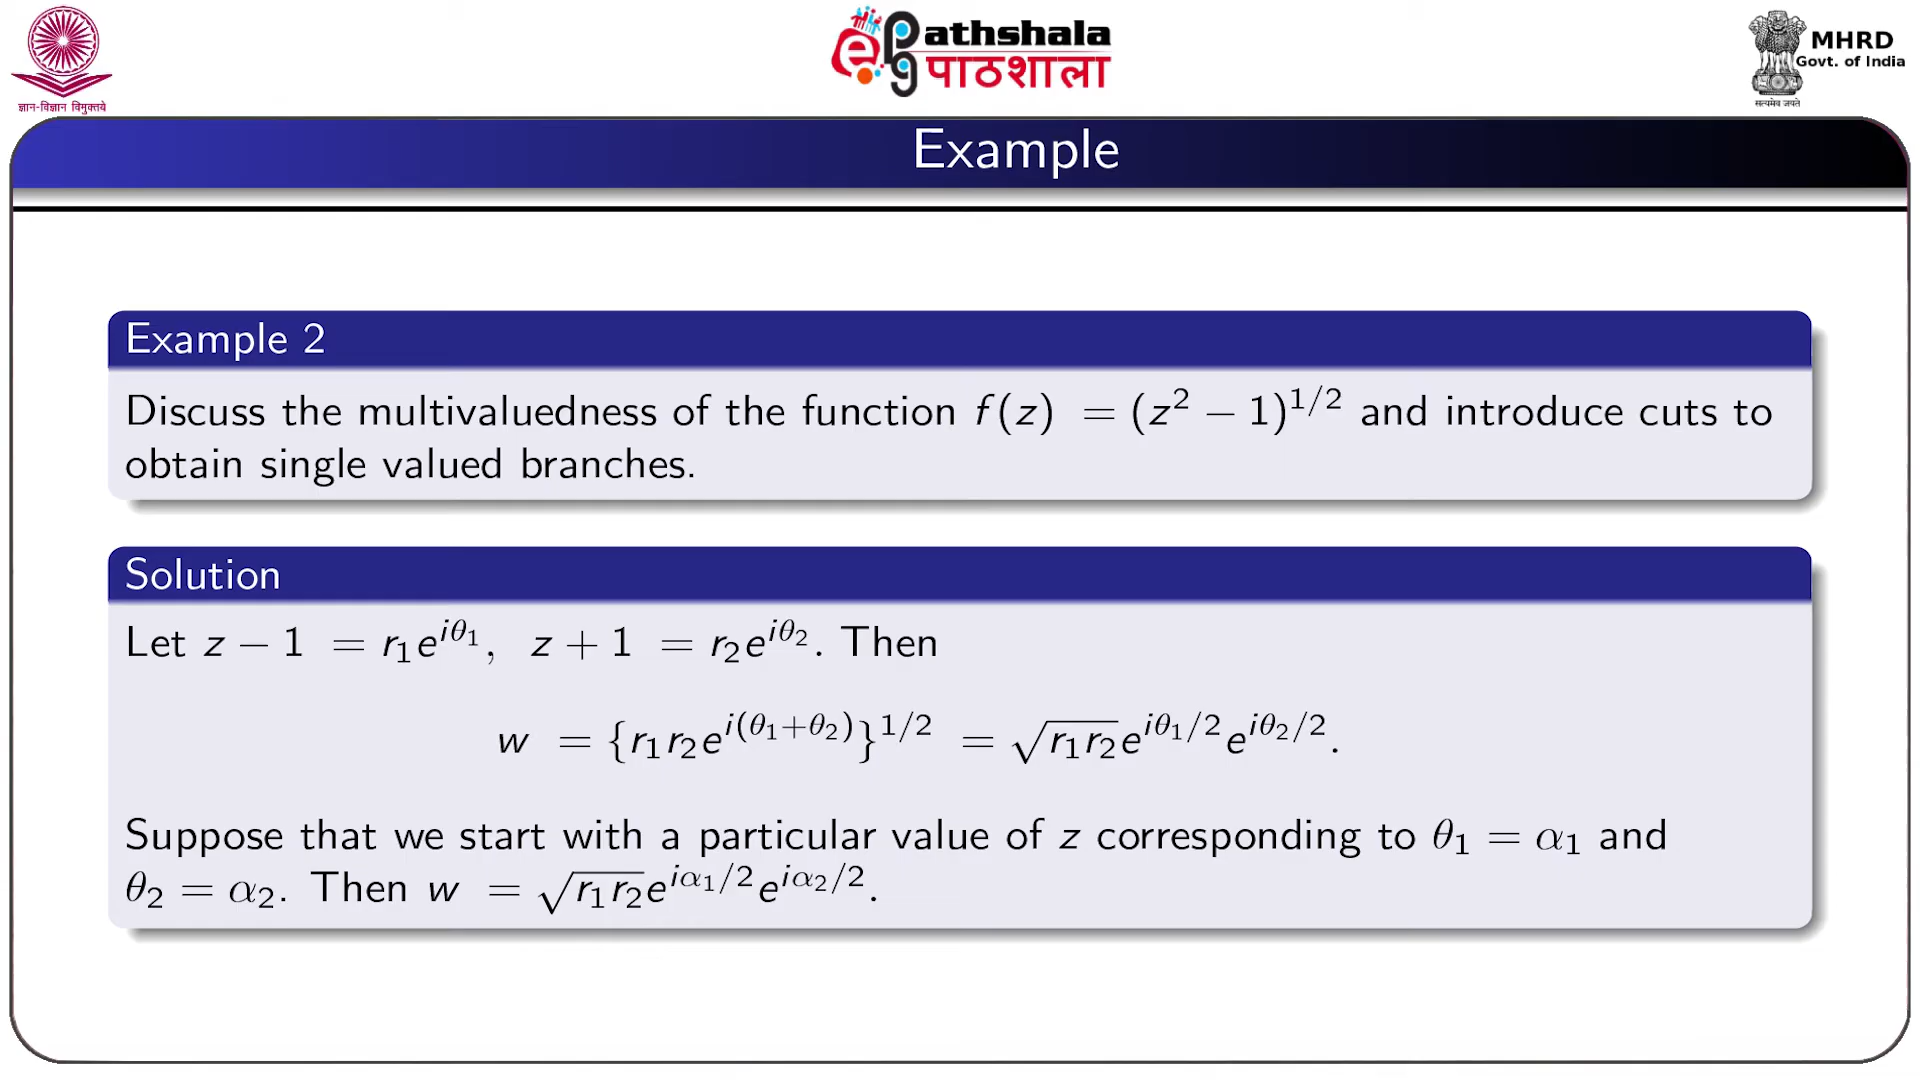 ज्ञान-विज्ञान विमुक्तये
ePathshala
पाठशाला
MHRD
Govt. of India
सत्यमेव जयते
Example
Example 2
Discuss the multivaluedness of the function f(z) = (z² − 1)^{1/2} and introduce cuts to
obtain single valued branches.
Solution
Let z − 1 = r₁e^{iθ₁}, z + 1 = r₂e^{iθ₂}. Then
w = {r₁r₂e^{i(θ₁+θ₂)}}^{1/2} = √(r₁r₂)e^{iθ₁/2}e^{iθ₂/2}.
Suppose that we start with a particular value of z corresponding to θ₁ = α₁ and
θ₂ = α₂. Then w = √(r₁r₂)e^{iα₁/2}e^{iα₂/2}.